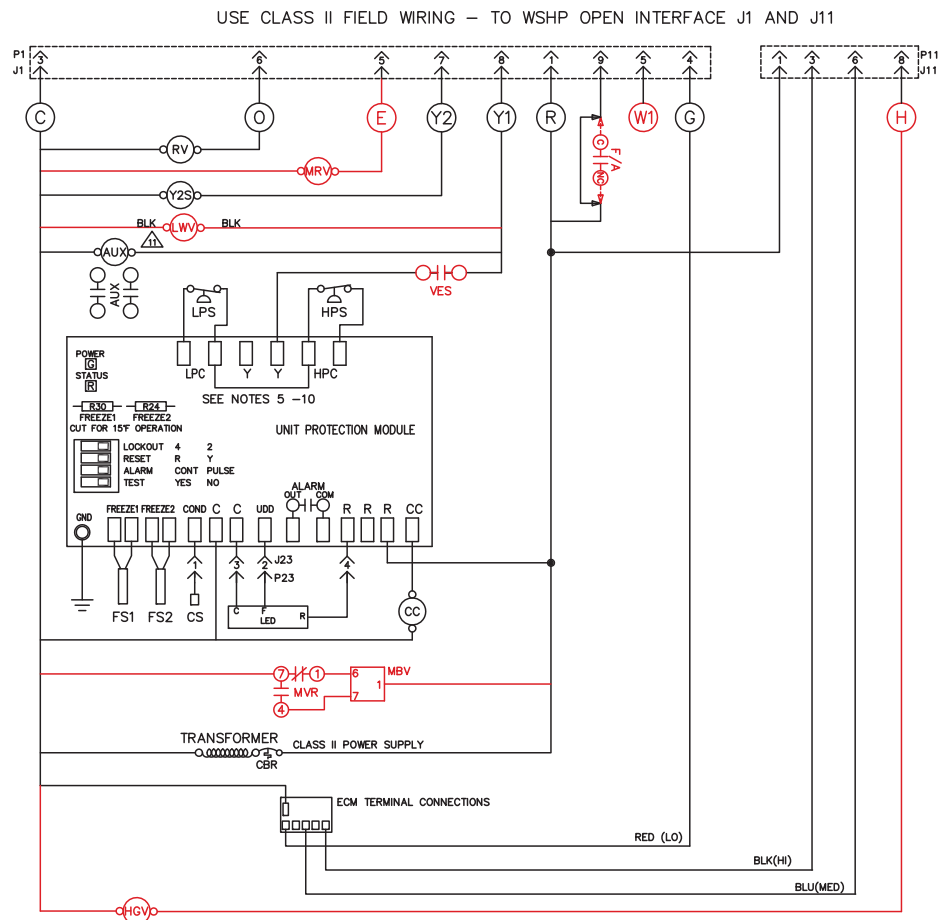 USE CLASS II FIELD WIRING – TO WSHP OPEN INTERFACE J1 AND J11
P1 3 6 5 7 8 1 9 5 4 1 3 6 8 P11
J1 J11
C O E Y2 Y1 R W1 G H
C
F/A
NC
RV
MRV
Y2S
BLK LWV BLK
11
AUX
AUX
VES
LPS HPS
LPC Y Y HPC
SEE NOTES 5 –10
POWER
G
STATUS
R
R30 R24
FREEZE1 FREEZE2
CUT FOR 15°F OPERATION
UNIT PROTECTION MODULE
LOCKOUT 4 2
RESET R Y
ALARM CONT PULSE
TEST YES NO
ALARM
OUT COM
GND FREEZE1 FREEZE2 COND C C UDD R R R CC
1 3 2 4 J23
P23
C F R
LED
FS1 FS2 CS
CC
7 1 6 MBV
MVR 1
4 7
TRANSFORMER
CLASS II POWER SUPPLY
CBR
ECM TERMINAL CONNECTIONS
RED (LO)
BLK(HI)
BLU(MED)
HGV